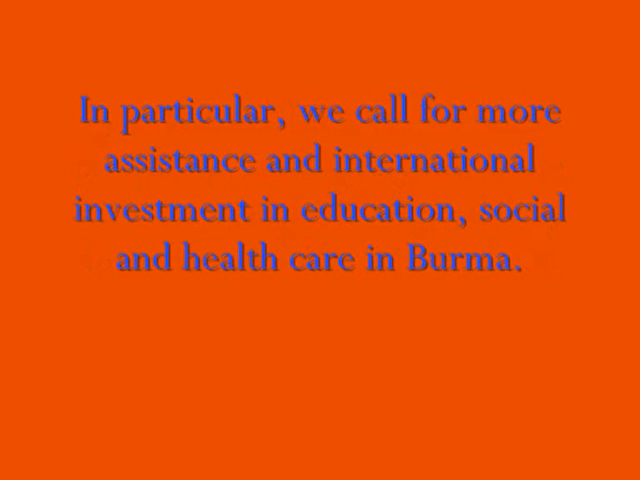 In particular, we call for more
assistance and international
investment in education, social
and health care in Burma.